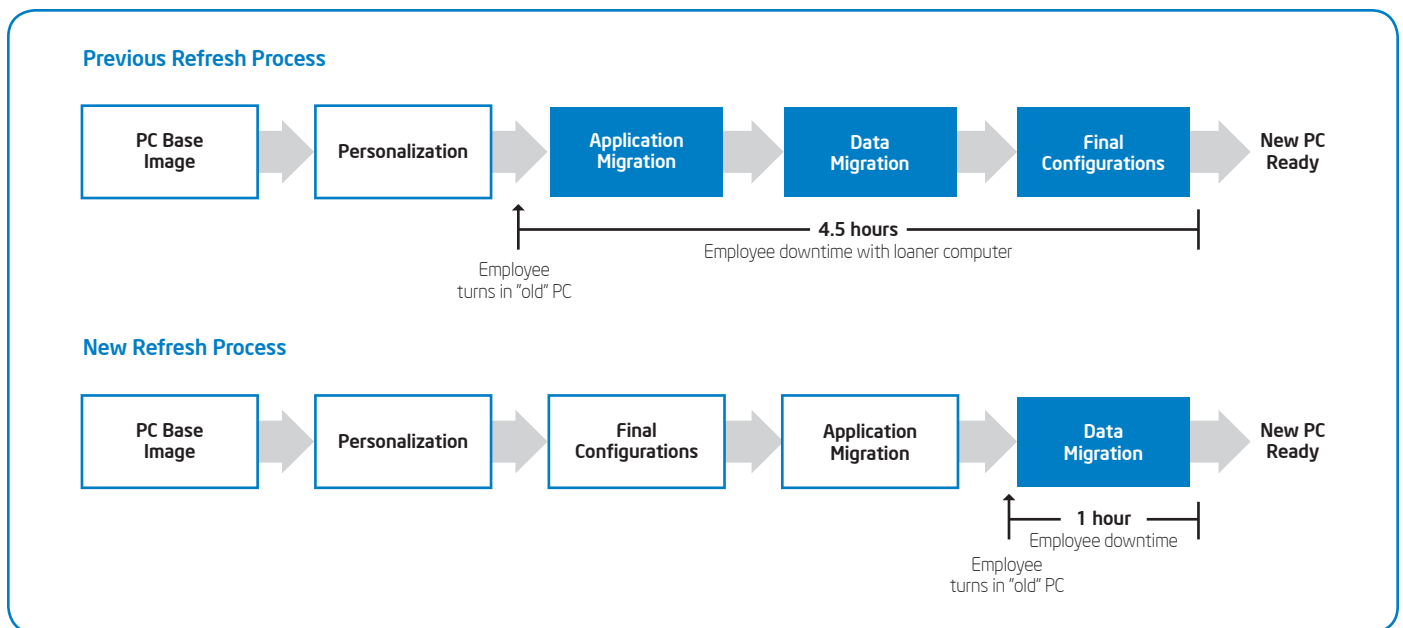 Previous Refresh Process
PC Base
Image
Personalization
Application
Migration
Data
Migration
Final
Configurations
New PC
Ready
4.5 hours
Employee downtime with loaner computer
Employee
turns in "old" PC
New Refresh Process
PC Base
Image
Personalization
Final
Configurations
Application
Migration
Data
Migration
New PC
Ready
1 hour
Employee downtime
Employee
turns in "old" PC